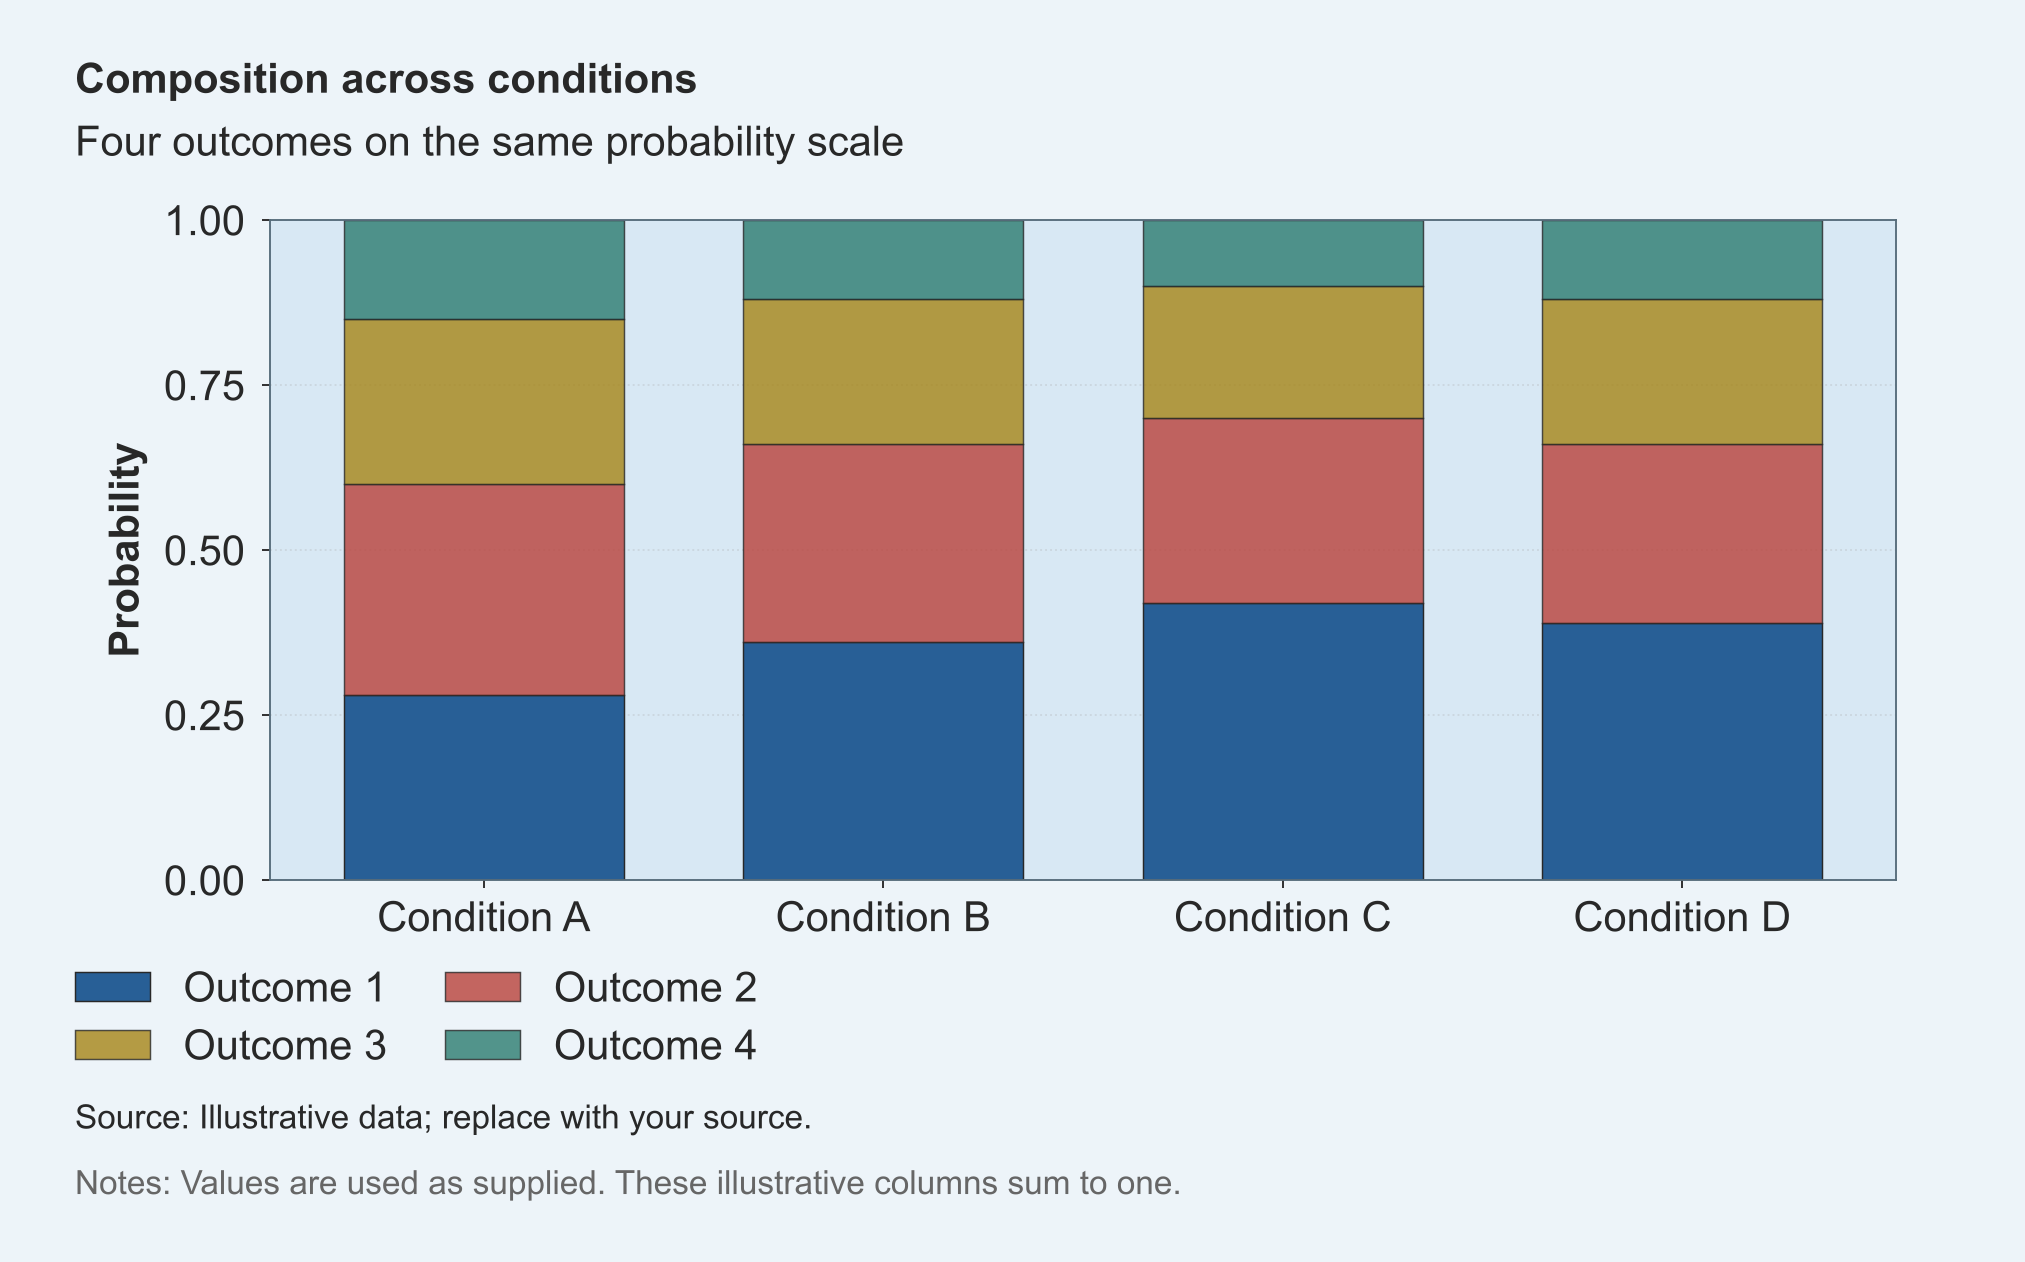 Composition across conditions
Four outcomes on the same probability scale
1.00
0.75
0.50
0.25
0.00
Probability
Condition A
Condition B
Condition C
Condition D
Outcome 1
Outcome 2
Outcome 3
Outcome 4
Source: Illustrative data; replace with your source.
Notes: Values are used as supplied. These illustrative columns sum to one.